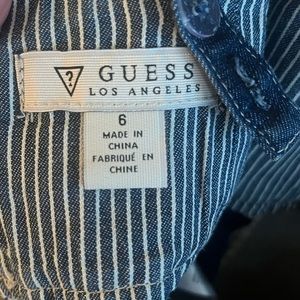 ? GUESS
LOS ANGELES
6
MADE IN
CHINA
FABRIQUÉ EN
CHINE